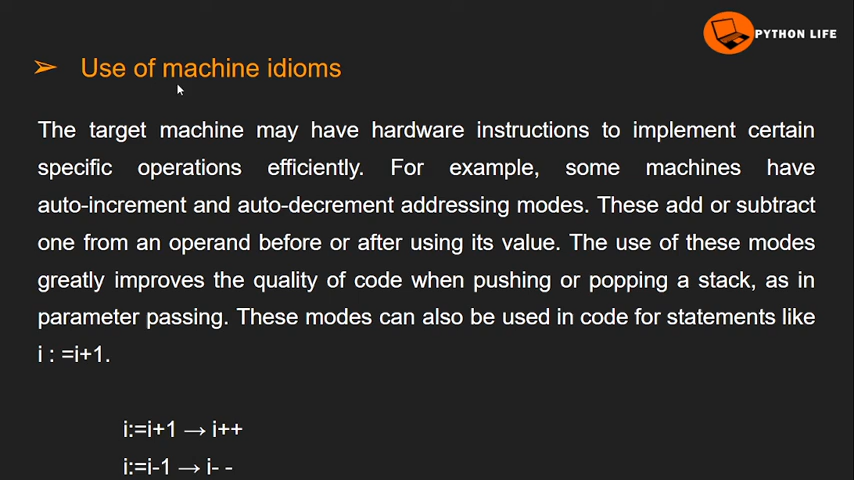 PYTHON LIFE
➢ Use of machine idioms
The target machine may have hardware instructions to implement certain
specific operations efficiently. For example, some machines have
auto-increment and auto-decrement addressing modes. These add or subtract
one from an operand before or after using its value. The use of these modes
greatly improves the quality of code when pushing or popping a stack, as in
parameter passing. These modes can also be used in code for statements like
i : =i+1.
i:=i+1 → i++
i:=i-1 → i- -